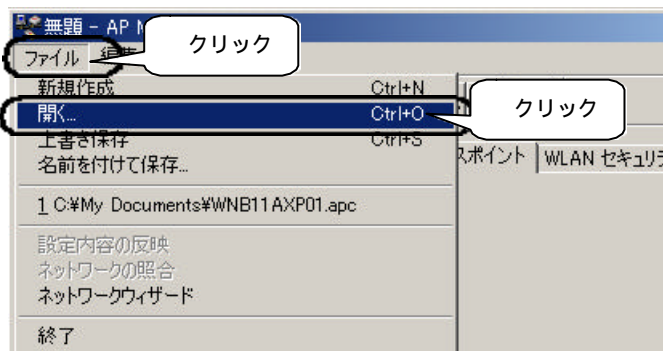 無題 - AP
クリック
ファイル
新規作成 Ctrl+N
開く... Ctrl+O
クリック
上書き保存 Ctrl+S
名前を付けて保存...
スポイント WLAN セキュリ
1 C:¥My Documents¥WNB11AXP01.apc
設定内容の反映
ネットワークの照合
ネットワークウィザード
終了